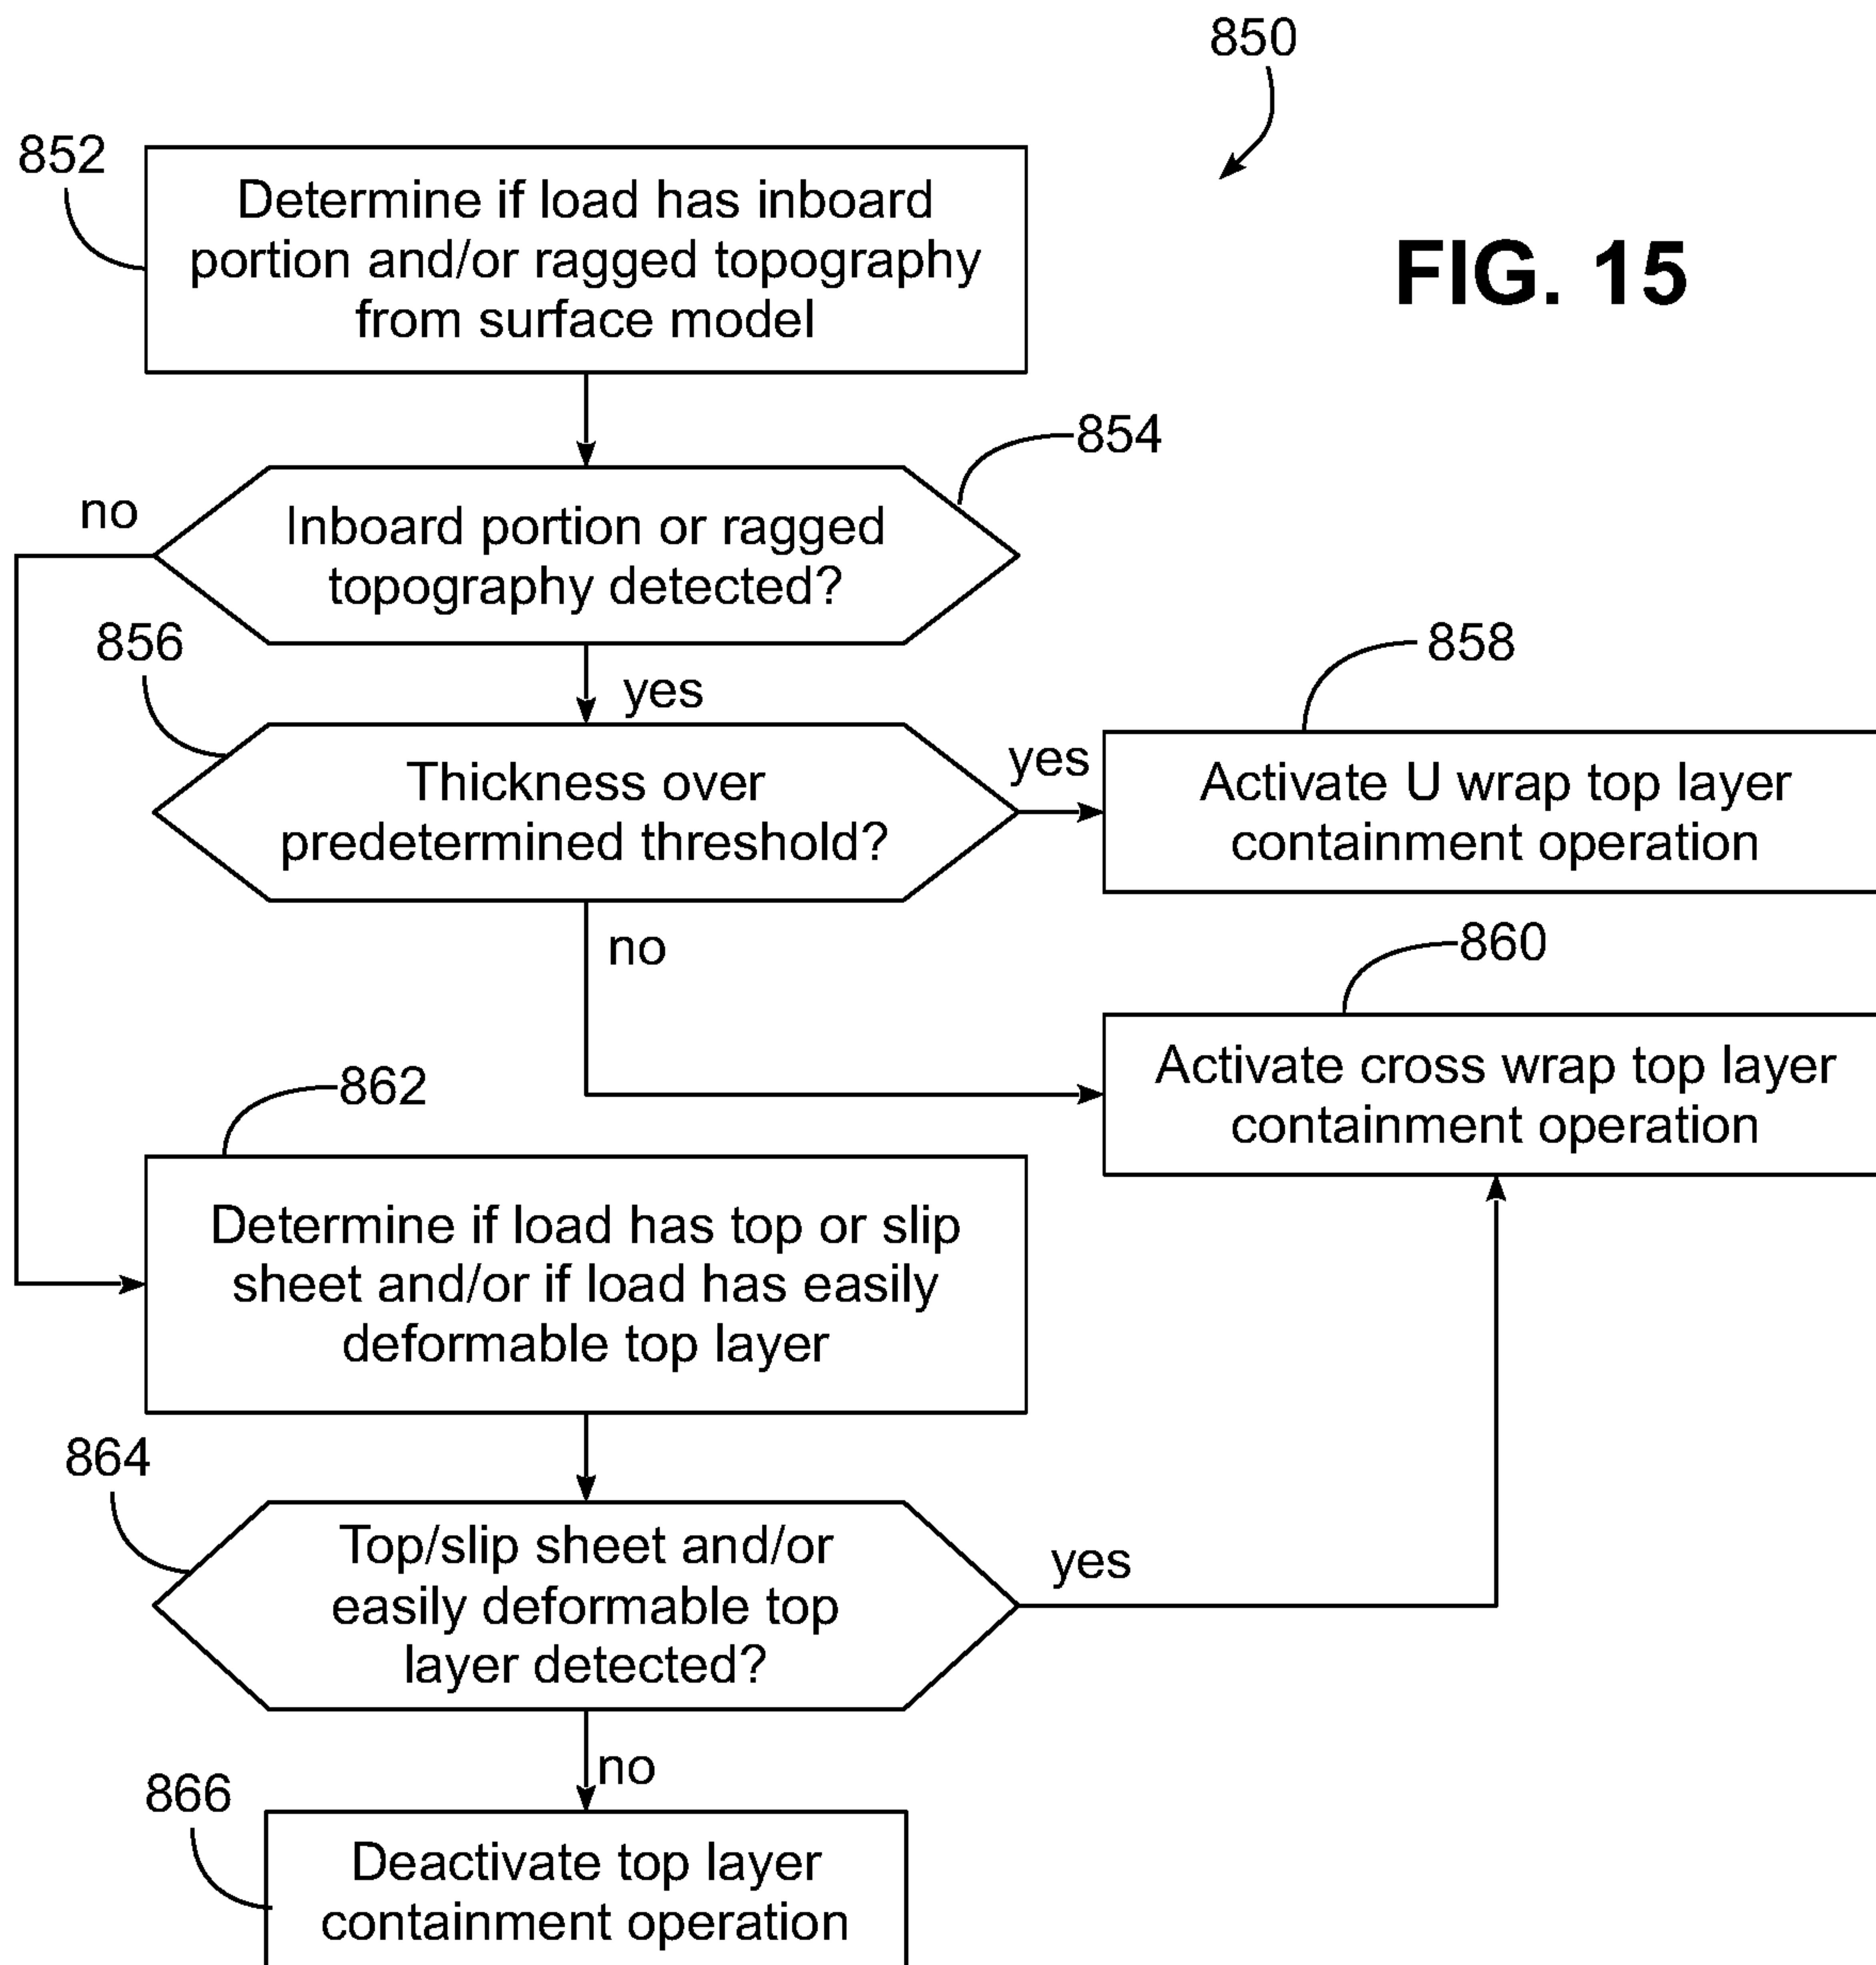 850
852
Determine if load has inboard
portion and/or ragged topography
from surface model
FIG. 15
854
no
Inboard portion or ragged
topography detected?
856
yes
858
Thickness over
predetermined threshold?
yes
Activate U wrap top layer
containment operation
no
860
Activate cross wrap top layer
containment operation
862
Determine if load has top or slip
sheet and/or if load has easily
deformable top layer
864
Top/slip sheet and/or
easily deformable top
layer detected?
yes
no
866
Deactivate top layer
containment operation